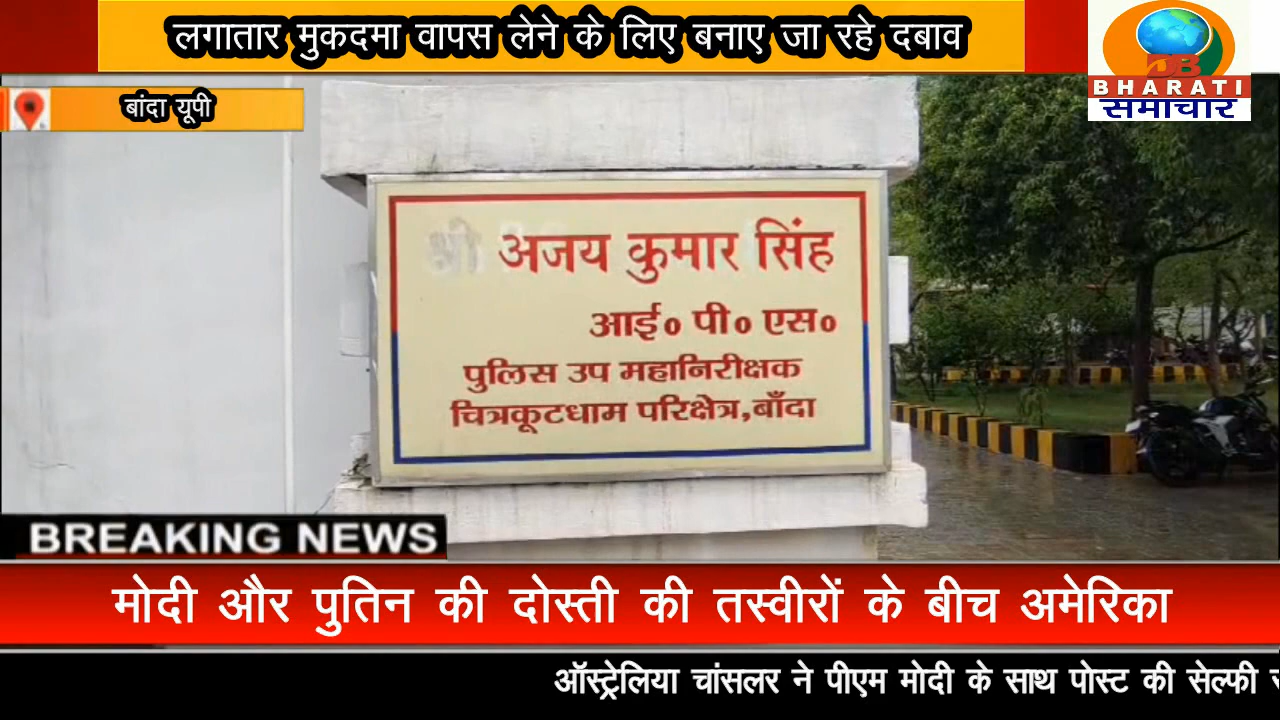 लगातार मुकदमा वापस लेने के लिए बनाए जा रहे दबाव
BHARATI
समाचार
बांदा यूपी
श्री अजय कुमार सिंह
आई० पी० एस०
पुलिस उप महानिरीक्षक
चित्रकूटधाम परिक्षेत्र,बाँदा
BREAKING NEWS
मोदी और पुतिन की दोस्ती की तस्वीरों के बीच अमेरिका
ऑस्ट्रेलिया चांसलर ने पीएम मोदी के साथ पोस्ट की सेल्फी